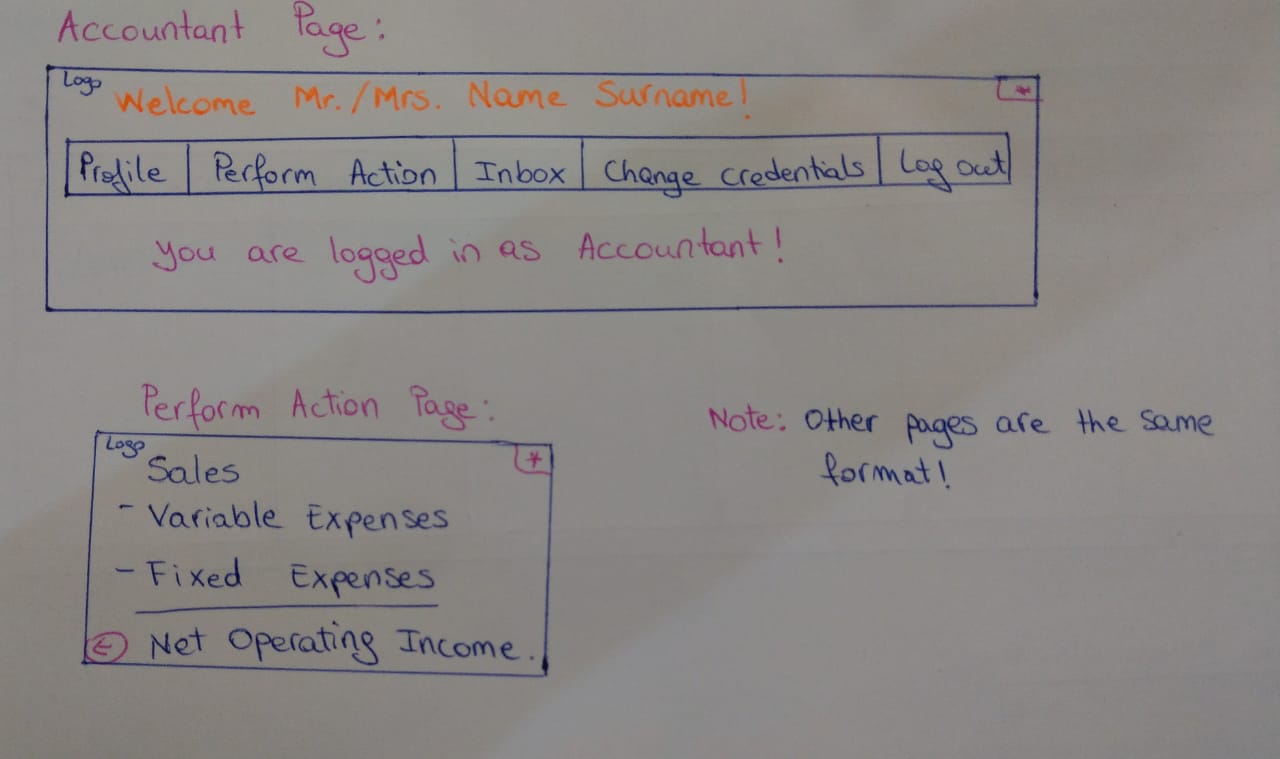 Accountant Page:
Logo
Welcome Mr./Mrs. Name Surname!
*
Profile Perform Action Inbox Change credentials Log out
You are logged in as Accountant!
Perform Action Page:
Note: Other pages are the same
format!
Logo
*
Sales
- Variable Expenses
- Fixed Expenses
Net Operating Income.